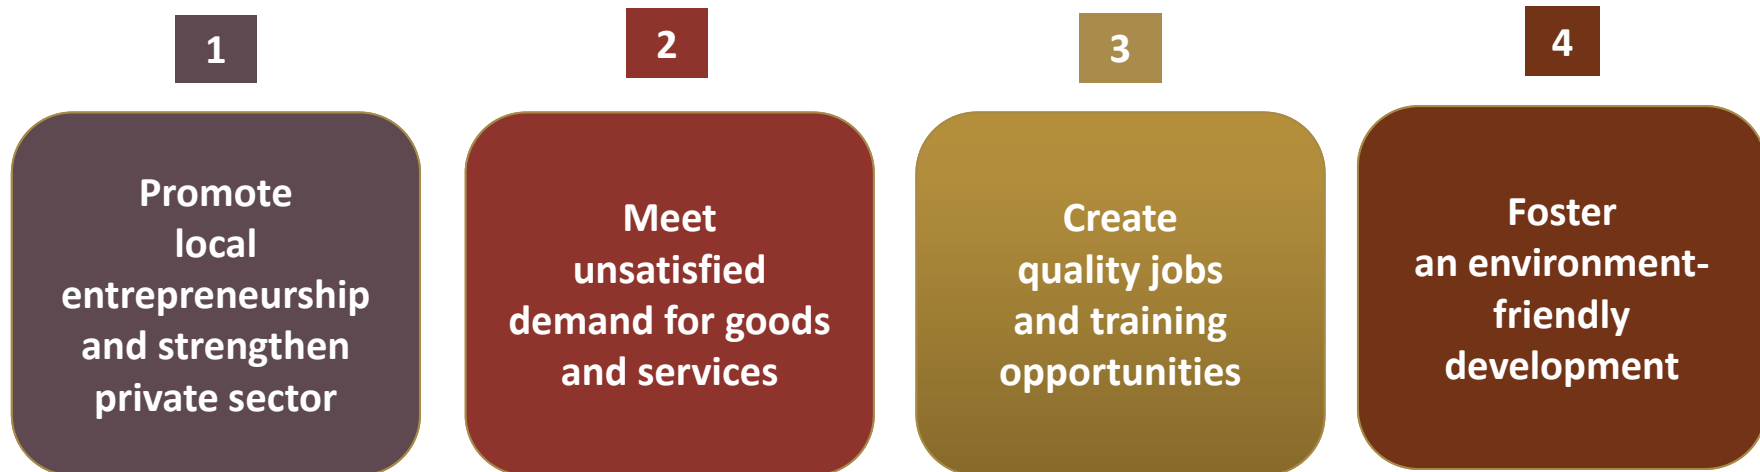 1
Promote
local
entrepreneurship
and strengthen
private sector
2
Meet
unsatisfied
demand for goods
and services
3
Create
quality jobs
and training
opportunities
4
Foster
an environment-
friendly
development